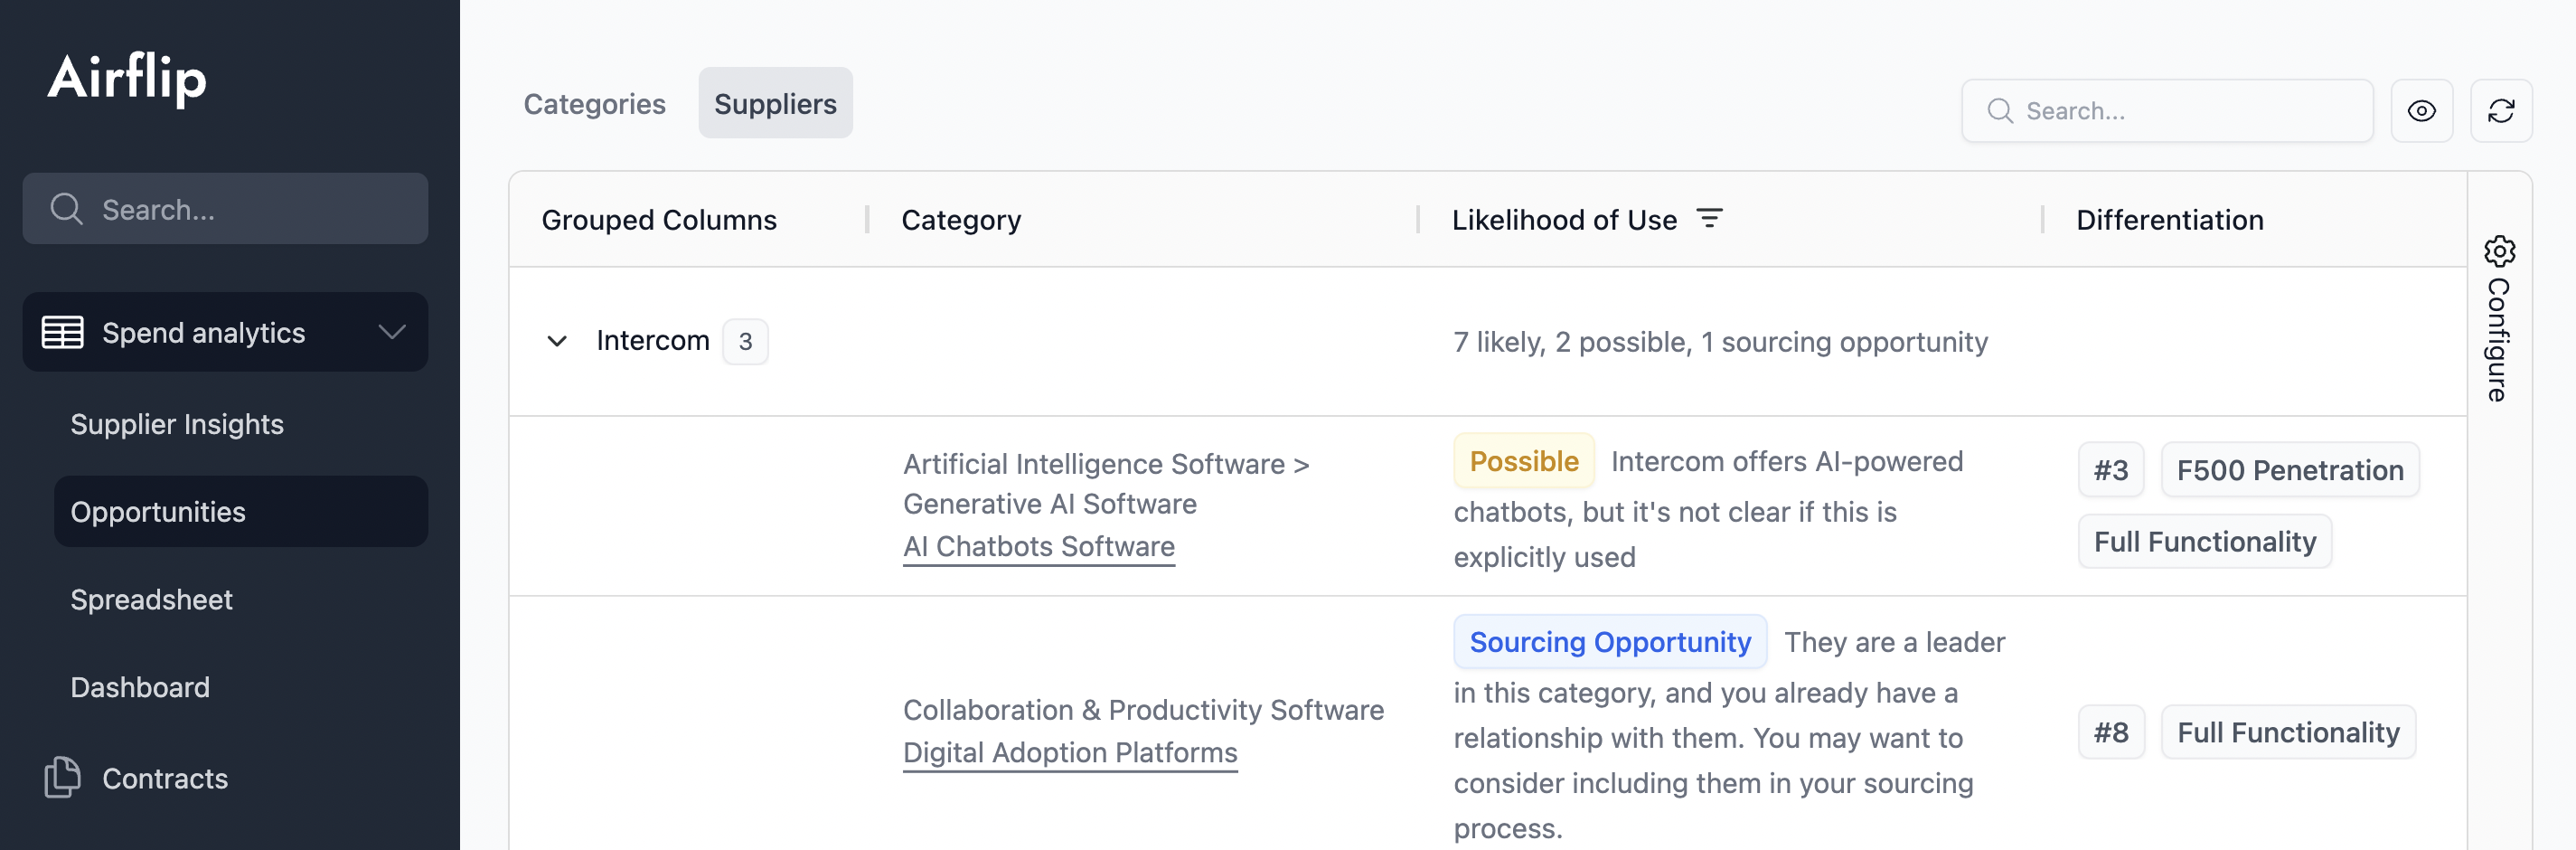 Airflip
Search...
Spend analytics
Supplier Insights
Opportunities
Spreadsheet
Dashboard
Contracts
Categories
Suppliers
Search...
Grouped Columns
Category
Likelihood of Use
Differentiation
Configure
Intercom 3
7 likely, 2 possible, 1 sourcing opportunity
Artificial Intelligence Software >
Generative AI Software
AI Chatbots Software
Possible Intercom offers AI-powered
chatbots, but it's not clear if this is
explicitly used
#3 F500 Penetration
Full Functionality
Collaboration & Productivity Software
Digital Adoption Platforms
Sourcing Opportunity They are a leader
in this category, and you already have a
relationship with them. You may want to
consider including them in your sourcing
process.
#8 Full Functionality